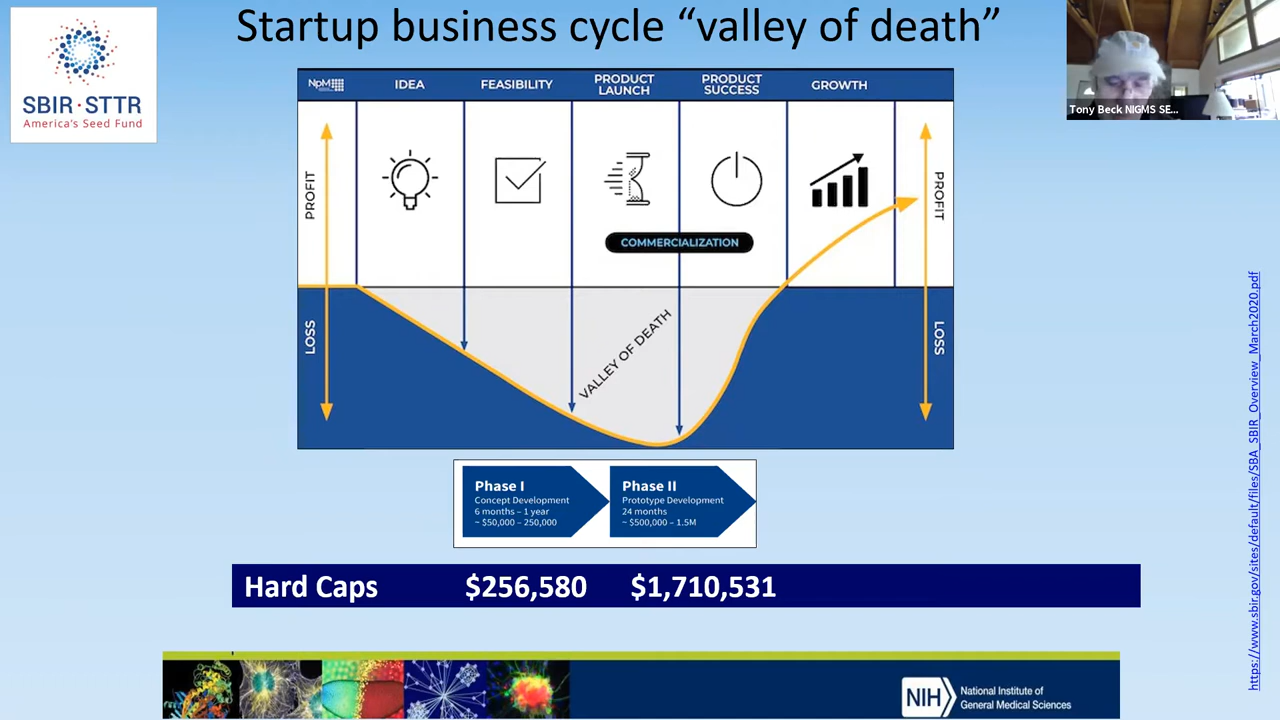 Startup business cycle “valley of death”
SBIR·STTR
America's Seed Fund
Tony Beck NIGMS SE...
NpM
IDEA
FEASIBILITY
PRODUCT
LAUNCH
PRODUCT
SUCCESS
GROWTH
PROFIT
PROFIT
COMMERCIALIZATION
LOSS
VALLEY OF DEATH
LOSS
Phase I
Concept Development
6 months – 1 year
~ $50,000 – 250,000
Phase II
Prototype Development
24 months
~ $500,000 – 1.5M
Hard Caps $256,580 $1,710,531
https://www.sbir.gov/sites/default/files/SBA_SBIR_Overview_March2020.pdf
NIH
National Institute of
General Medical Sciences